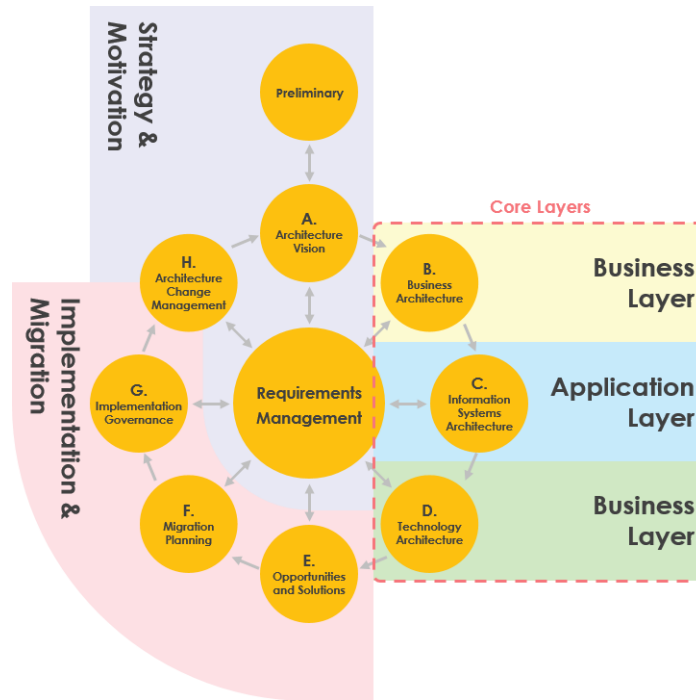 Strategy &
Motivation
Preliminary
Core Layers
A.
Architecture
Vision
H.
Architecture
Change
Management
B.
Business
Architecture
Business
Layer
Implementation &
Migration
G.
Implementation
Governance
Requirements
Management
C.
Information
Systems
Architecture
Application
Layer
F.
Migration
Planning
D.
Technology
Architecture
Business
Layer
E.
Opportunities
and Solutions